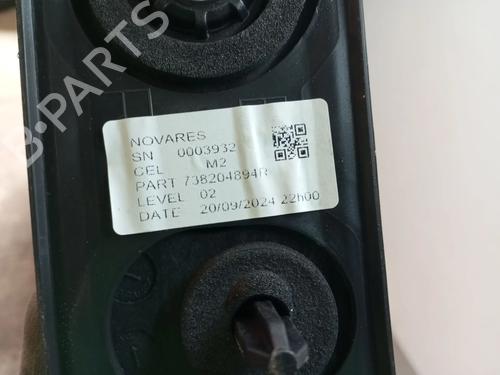 B-PARTS
NOVARES
SN 0003932
CEL M2
PART 738204894R
LEVEL 02
DATE 20/09/2024 22h00